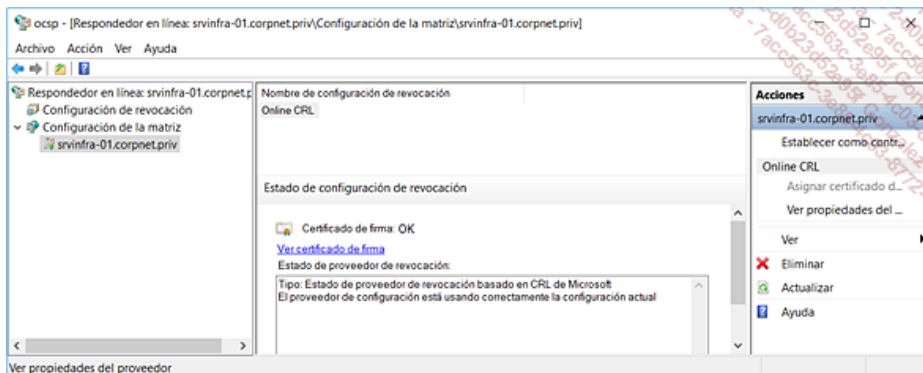 ocsp - [Respondedor en línea: srvinfra-01.corpnet.priv\Configuración de la matriz\srvinfra-01.corpnet.priv]
Archivo Acción Ver Ayuda
Respondedor en línea: srvinfra-01.corpnet.p
Configuración de revocación
Configuración de la matriz
srvinfra-01.corpnet.priv
Nombre de configuración de revocación
Online CRL
Estado de configuración de revocación
Certificado de firma: OK
Ver certificado de firma
Estado de proveedor de revocación:
Tipo: Estado de proveedor de revocación basado en CRL de Microsoft
El proveedor de configuración está usando correctamente la configuración actual
Acciones
srvinfra-01.corpnet.priv
Establecer como contr...
Online CRL
Asignar certificado d...
Ver propiedades del ...
Ver
Eliminar
Actualizar
Ayuda
Ver propiedades del proveedor